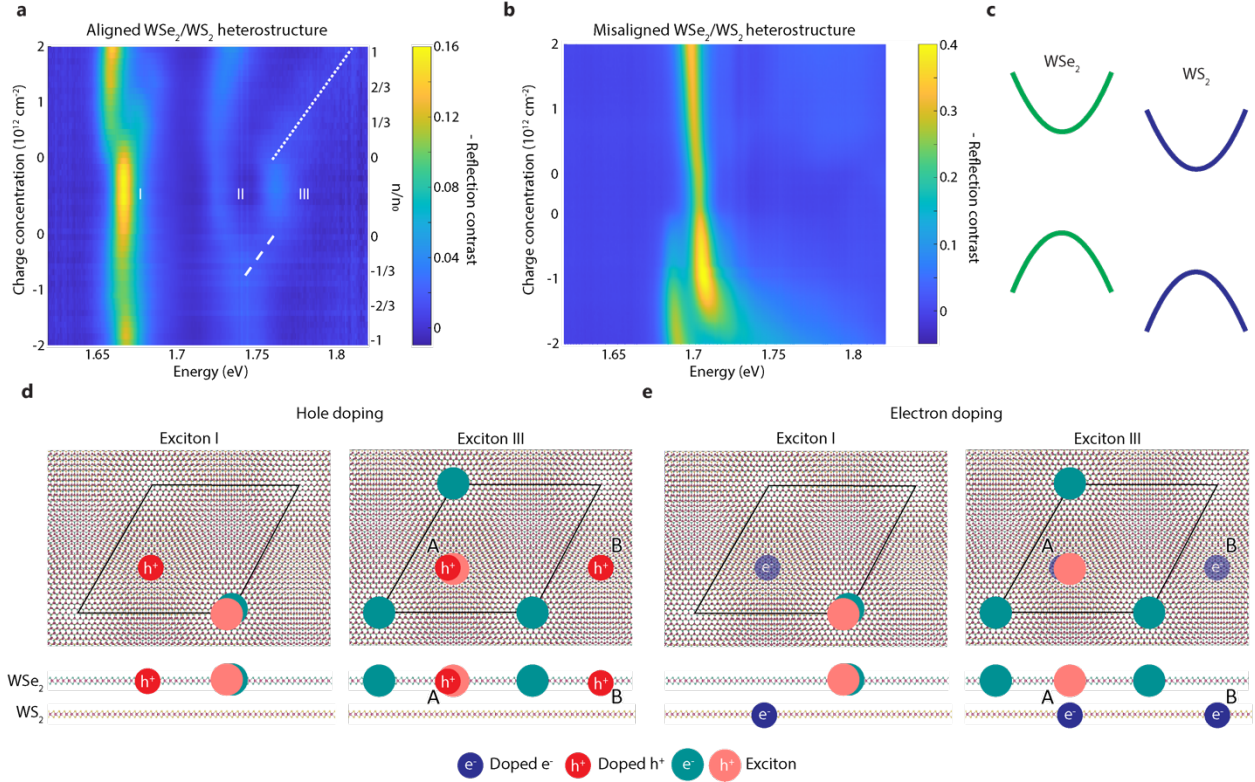 a
Aligned WSe₂/WS₂ heterostructure
Charge concentration (10¹² cm⁻²)
2
1
0
0
-1
-2
I
II
III
1
2/3
1/3
0
n/n₀
0
-1/3
-2/3
-1
1.65
1.7
1.75
1.8
Energy (eV)
0.16
0.12
0.08
0.04
0
- Reflection contrast
b
Misaligned WSe₂/WS₂ heterostructure
Charge concentration (10¹² cm⁻²)
2
1
0
0
-1
-2
1.65
1.7
1.75
1.8
Energy (eV)
0.4
0.3
0.2
0.1
0
- Reflection contrast
c
WSe₂
WS₂
d
Hole doping
Exciton I
Exciton III
h⁺
A
h⁺
B
h⁺
WSe₂
h⁺
h⁺
A
h⁺
B
WS₂
e
Electron doping
Exciton I
Exciton III
e⁻
A
B
e⁻
A
B
e⁻
e⁻
e⁻
e⁻ Doped e⁻ h⁺ Doped h⁺ e⁻ h⁺ Exciton